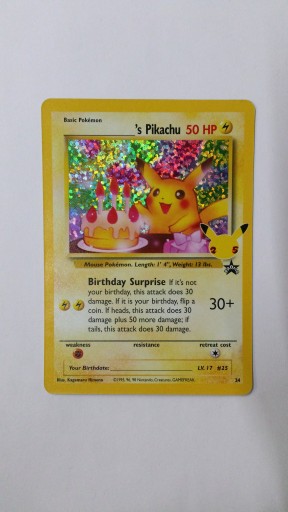 Basic Pokémon
's Pikachu 50 HP
2 5
Mouse Pokémon. Length: 1' 4", Weight: 13 lbs.
Birthday Surprise If it's not
your birthday, this attack does 30
damage. If it is your birthday, flip a
coin. If heads, this attack does 30
damage plus 50 more damage; if
tails, this attack does 30 damage.
30+
weakness resistance retreat cost
Your Birthdate:
LV. 17 #25
Illus. Kagemaru Himeno
©1995, 96, 98 Nintendo, Creatures, GAMEFREAK.
24